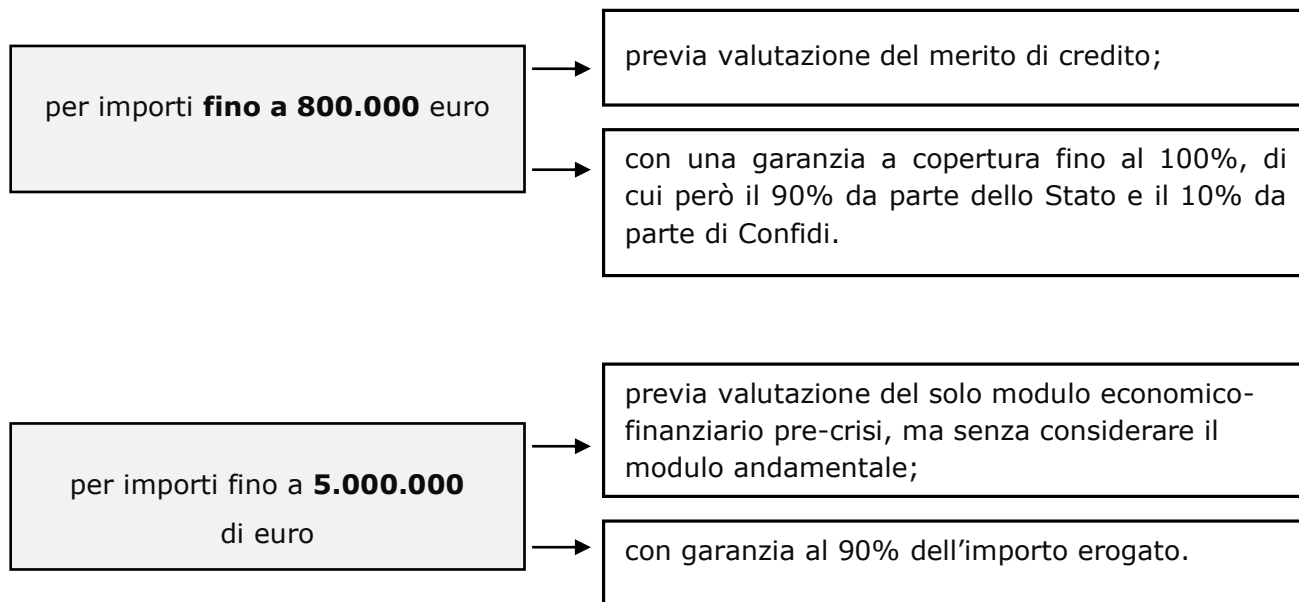 per importi fino a 800.000 euro
previa valutazione del merito di credito;
con una garanzia a copertura fino al 100%, di
cui però il 90% da parte dello Stato e il 10% da
parte di Confidi.
per importi fino a 5.000.000
di euro
previa valutazione del solo modulo economico-
finanziario pre-crisi, ma senza considerare il
modulo andamentale;
con garanzia al 90% dell’importo erogato.